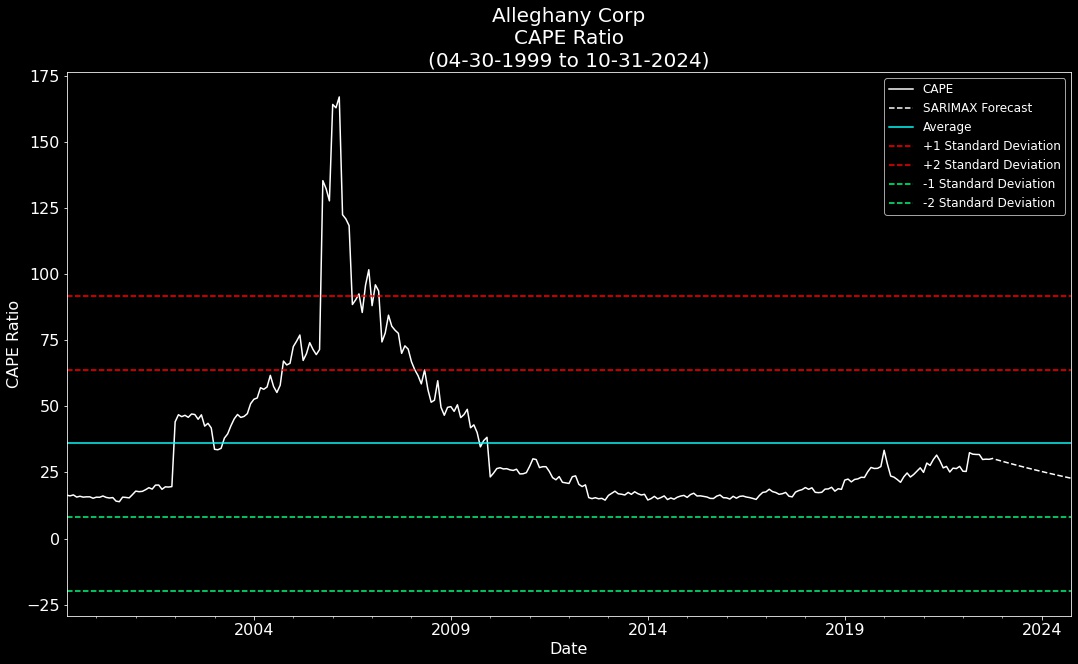 Alleghany Corp
CAPE Ratio
(04-30-1999 to 10-31-2024)
CAPE
SARIMAX Forecast
Average
+1 Standard Deviation
+2 Standard Deviation
-1 Standard Deviation
-2 Standard Deviation
CAPE Ratio
175
150
125
100
75
50
25
0
−25
2004
2009
2014
2019
2024
Date